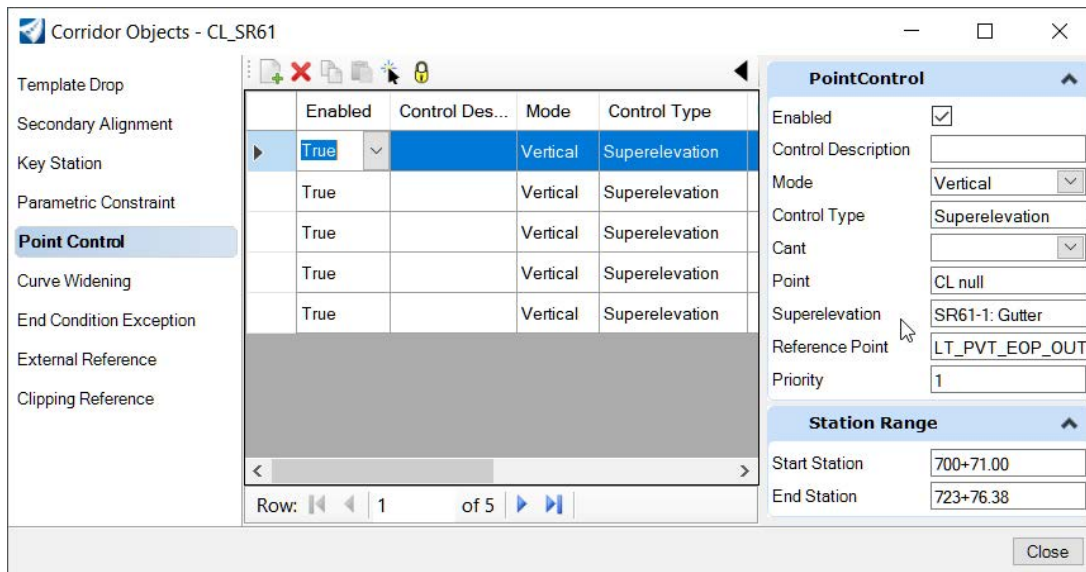 Corridor Objects - CL_SR61
Template Drop
Secondary Alignment
Key Station
Parametric Constraint
Point Control
Curve Widening
End Condition Exception
External Reference
Clipping Reference
Enabled Control Des... Mode Control Type
True Vertical Superelevation
True Vertical Superelevation
True Vertical Superelevation
True Vertical Superelevation
True Vertical Superelevation
Row: 1 of 5
PointControl
Enabled
Control Description
Mode Vertical
Control Type Superelevation
Cant
Point CL null
Superelevation SR61-1: Gutter
Reference Point LT_PVT_EOP_OUT
Priority 1
Station Range
Start Station 700+71.00
End Station 723+76.38
Close